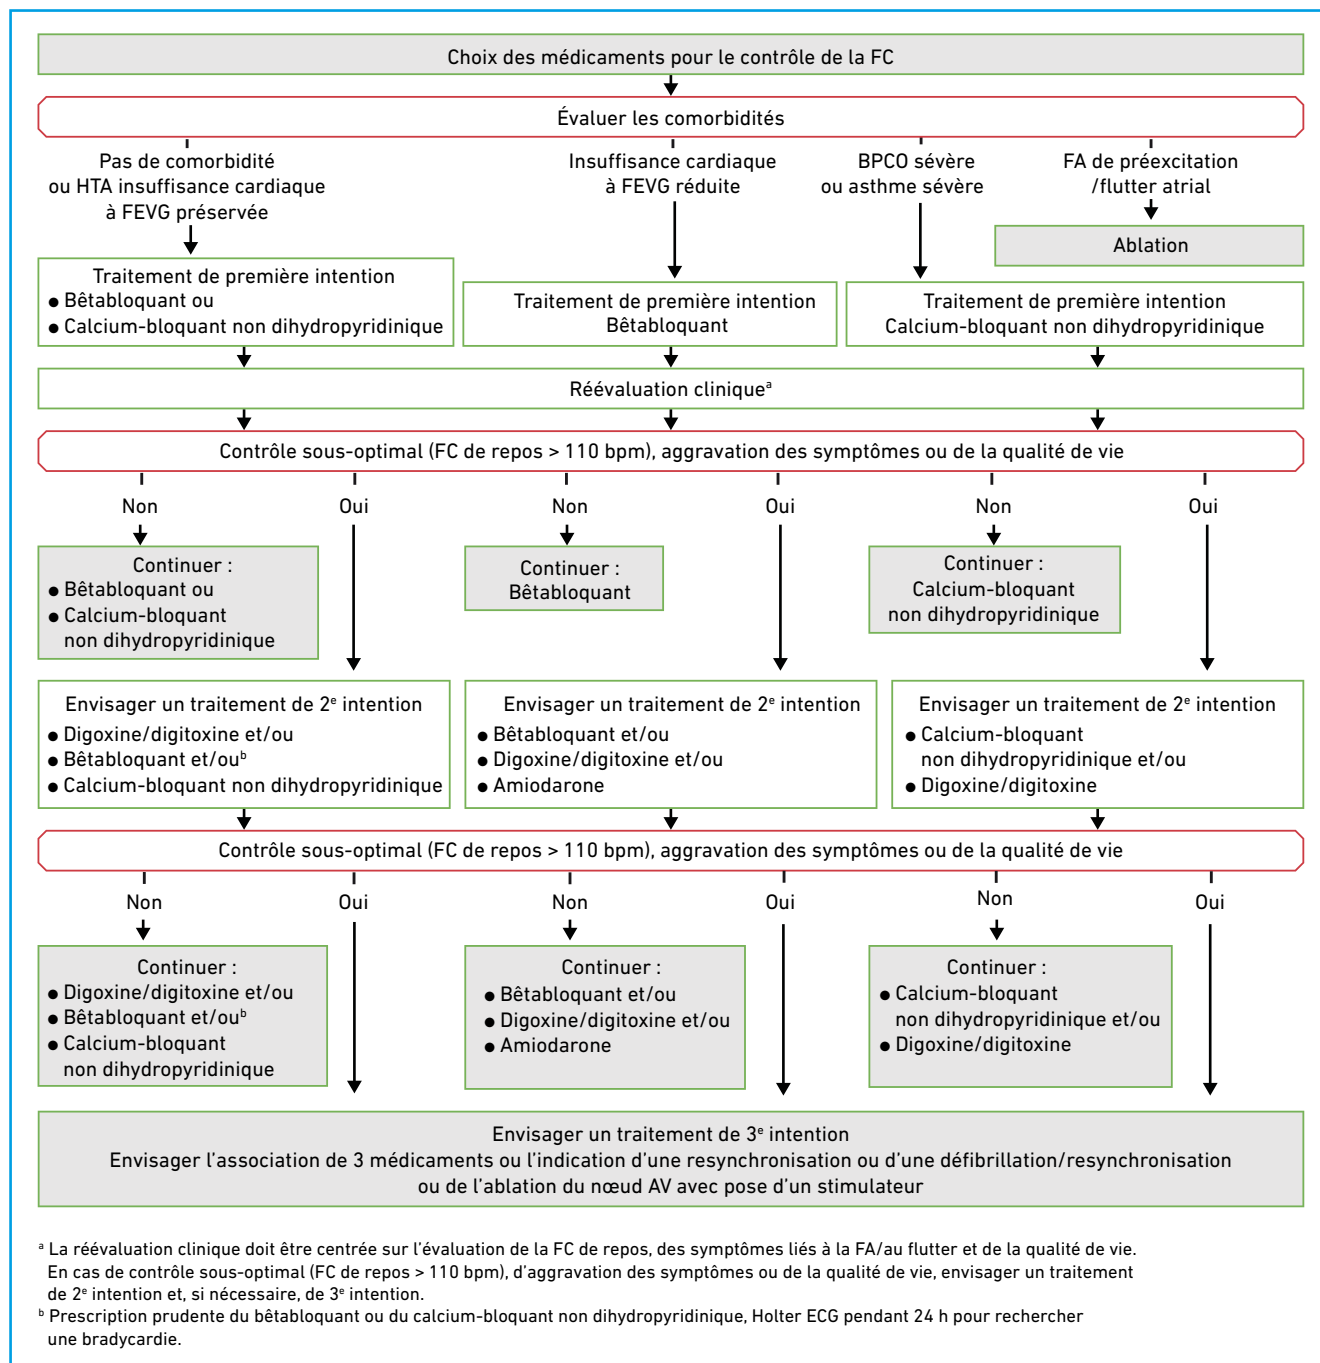 Choix des médicaments pour le contrôle de la FC
Évaluer les comorbidités
Pas de comorbidité
ou HTA insuffisance cardiaque
à FEVG préservée
Insuffisance cardiaque
à FEVG réduite
BPCO sévère
ou asthme sévère
FA de préexcitation
/flutter atrial
Ablation
Traitement de première intention
● Bêtabloquant ou
● Calcium-bloquant non dihydropyridinique
Traitement de première intention
Bêtabloquant
Traitement de première intention
Calcium-bloquant non dihydropyridinique
Réévaluation cliniqueᵃ
Contrôle sous-optimal (FC de repos > 110 bpm), aggravation des symptômes ou de la qualité de vie
Non
Oui
Non
Oui
Non
Oui
Continuer :
● Bêtabloquant ou
● Calcium-bloquant
non dihydropyridinique
Continuer :
Bêtabloquant
Continuer :
Calcium-bloquant
non dihydropyridinique
Envisager un traitement de 2ᵉ intention
● Digoxine/digitoxine et/ou
● Bêtabloquant et/ouᵇ
● Calcium-bloquant non dihydropyridinique
Envisager un traitement de 2ᵉ intention
● Bêtabloquant et/ou
● Digoxine/digitoxine et/ou
● Amiodarone
Envisager un traitement de 2ᵉ intention
● Calcium-bloquant
non dihydropyridinique et/ou
● Digoxine/digitoxine
Contrôle sous-optimal (FC de repos > 110 bpm), aggravation des symptômes ou de la qualité de vie
Non
Oui
Non
Oui
Non
Oui
Continuer :
● Digoxine/digitoxine et/ou
● Bêtabloquant et/ouᵇ
● Calcium-bloquant
non dihydropyridinique
Continuer :
● Bêtabloquant et/ou
● Digoxine/digitoxine et/ou
● Amiodarone
Continuer :
● Calcium-bloquant
non dihydropyridinique et/ou
● Digoxine/digitoxine
Envisager un traitement de 3ᵉ intention
Envisager l'association de 3 médicaments ou l'indication d'une resynchronisation ou d'une défibrillation/resynchronisation
ou de l'ablation du nœud AV avec pose d'un stimulateur
ᵃ La réévaluation clinique doit être centrée sur l'évaluation de la FC de repos, des symptômes liés à la FA/au flutter et de la qualité de vie.
En cas de contrôle sous-optimal (FC de repos > 110 bpm), d'aggravation des symptômes ou de la qualité de vie, envisager un traitement
de 2ᵉ intention et, si nécessaire, de 3ᵉ intention.
ᵇ Prescription prudente du bêtabloquant ou du calcium-bloquant non dihydropyridinique, Holter ECG pendant 24 h pour rechercher
une bradycardie.